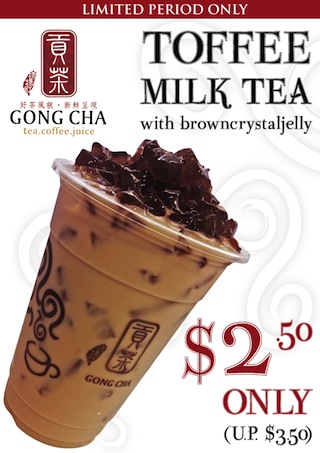 LIMITED PERIOD ONLY
貢茶
好茶風貌・新鮮呈現
GONG CHA
tea.coffee.juice
TOFFEE
MILK TEA
with browncrystaljelly
貢茶
GONG CHA
$2.50
ONLY
(U.P. $3.50)